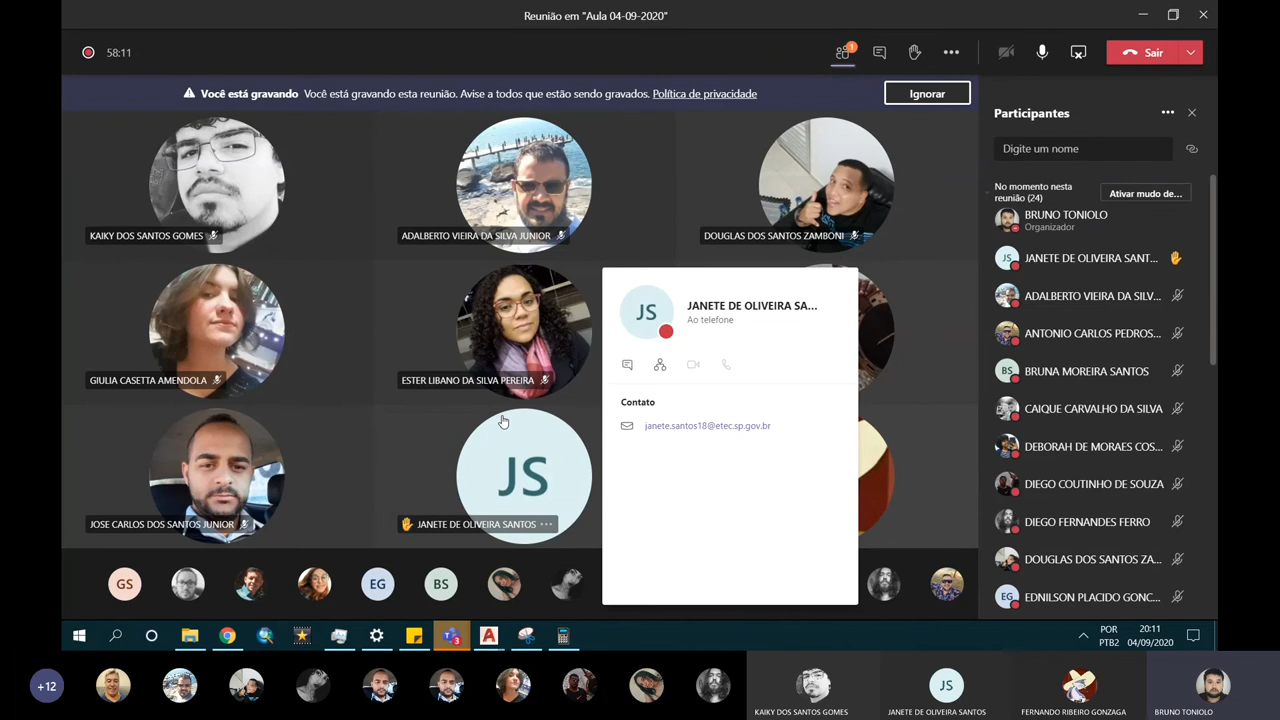 Reunião em "Aula 04-09-2020"
58:11
1
Sair
Você está gravando Você está gravando esta reunião. Avise a todos que estão sendo gravados. Política de privacidade
Ignorar
KAIKY DOS SANTOS GOMES
ADALBERTO VIEIRA DA SILVA JUNIOR
DOUGLAS DOS SANTOS ZAMBONI
GIULIA CASETTA AMENDOLA
ESTER LIBANO DA SILVA PEREIRA
JOSE CARLOS DOS SANTOS JUNIOR
JS
JANETE DE OLIVEIRA SANTOS
JS
JANETE DE OLIVEIRA SA...
Ao telefone
Contato
janete.santos18@etec.sp.gov.br
GS
EG
BS
Participantes
Digite um nome
No momento nesta
reunião (24)
Ativar mudo de...
BRUNO TONIOLO
Organizador
JS
JANETE DE OLIVEIRA SANT...
ADALBERTO VIEIRA DA SILV...
ANTONIO CARLOS PEDROS...
BS
BRUNA MOREIRA SANTOS
CAIQUE CARVALHO DA SILVA
DEBORAH DE MORAES COS...
DIEGO COUTINHO DE SOUZA
DIEGO FERNANDES FERRO
DOUGLAS DOS SANTOS ZA...
EG
EDNILSON PLACIDO GONC...
3
A
POR
PTB2
20:11
04/09/2020
+12
KAIKY DOS SANTOS GOMES
JS
JANETE DE OLIVEIRA SANTOS
FERNANDO RIBEIRO GONZAGA
BRUNO TONIOLO